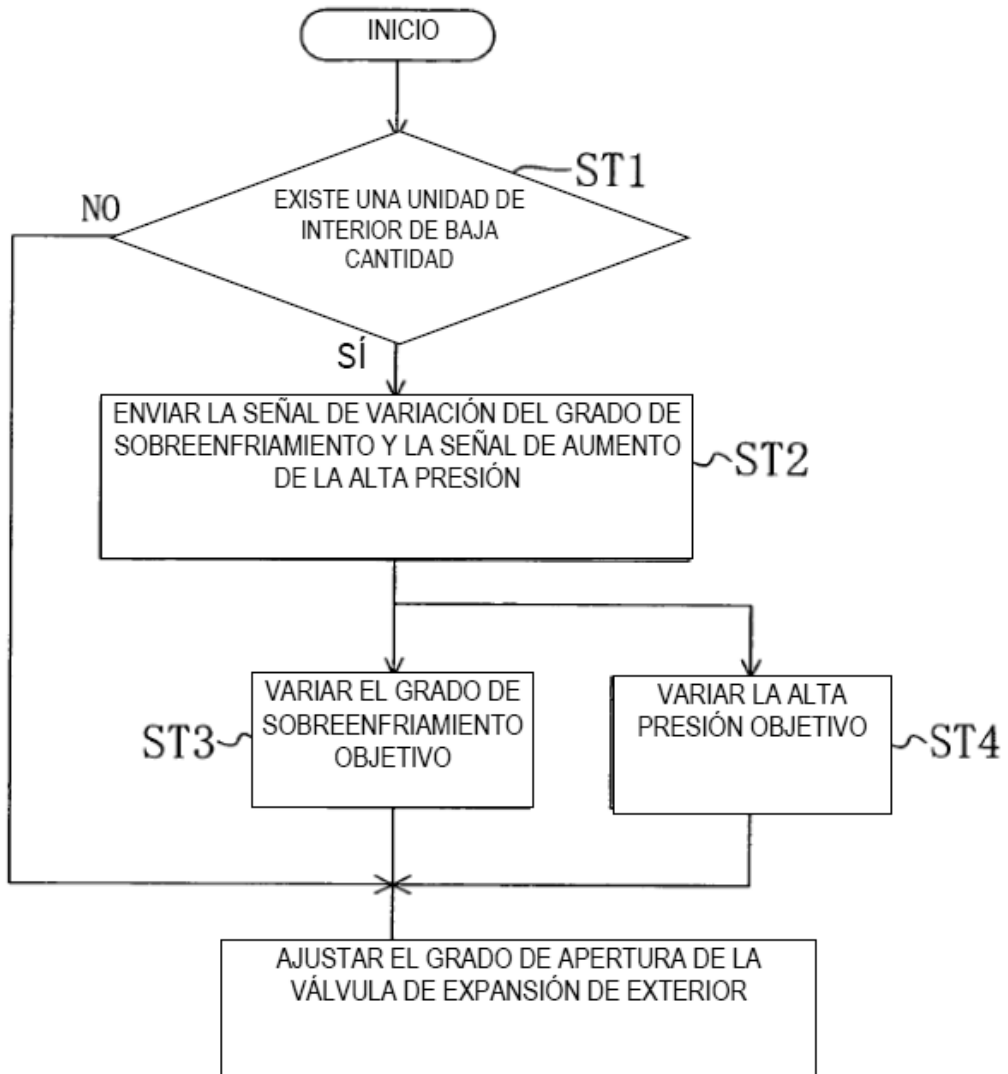 INICIO
ST1
EXISTE UNA UNIDAD DE
INTERIOR DE BAJA
CANTIDAD
NO
SÍ
ENVIAR LA SEÑAL DE VARIACIÓN DEL GRADO DE
SOBREENFRIAMIENTO Y LA SEÑAL DE AUMENTO
DE LA ALTA PRESIÓN
ST2
VARIAR EL GRADO DE
SOBREENFRIAMIENTO
OBJETIVO
ST3
VARIAR LA ALTA
PRESIÓN OBJETIVO
ST4
AJUSTAR EL GRADO DE APERTURA DE LA
VÁLVULA DE EXPANSIÓN DE EXTERIOR